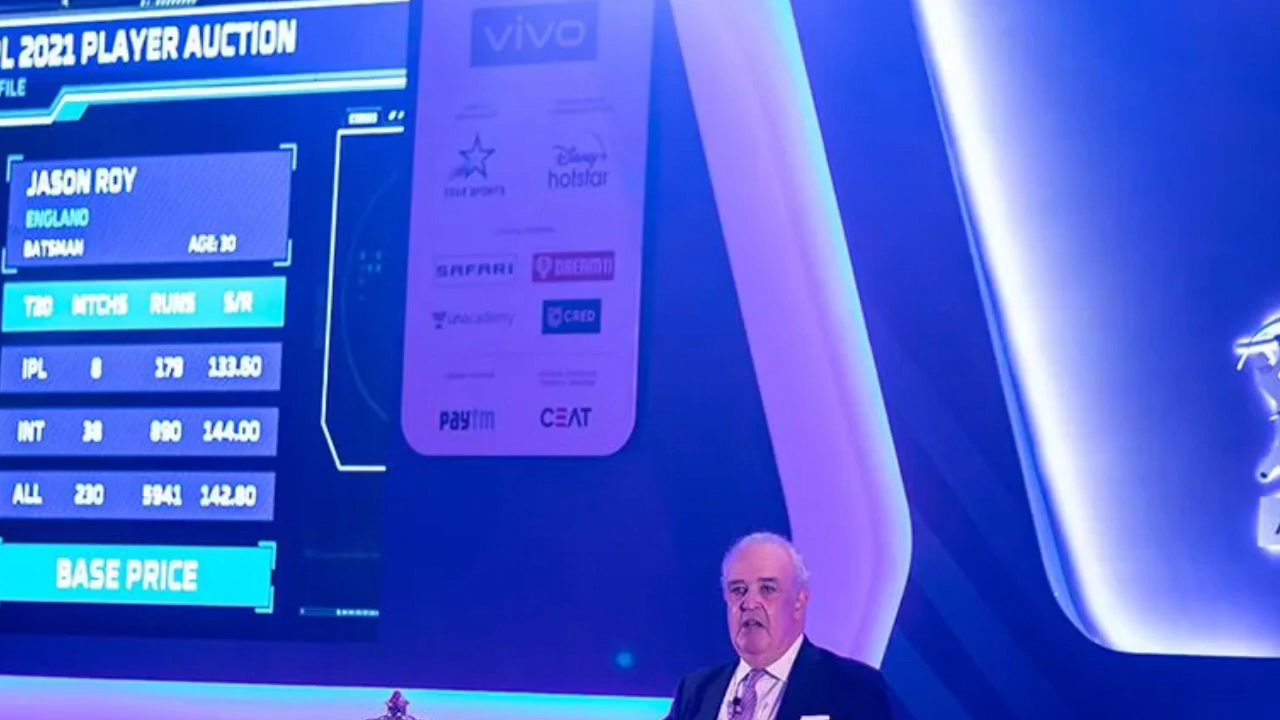 L 2021 PLAYER AUCTION
FILE
JASON ROY
ENGLAND
BATSMAN AGE: 30
T20 MTCHS RUNS S/R
IPL 8 179 133.60
INT 38 890 144.00
ALL 230 5941 142.80
BASE PRICE
vivo
STAR SPORTS
Disney+
hotstar
SAFARI
DREAM11
unacademy
CRED
paytm
CEAT